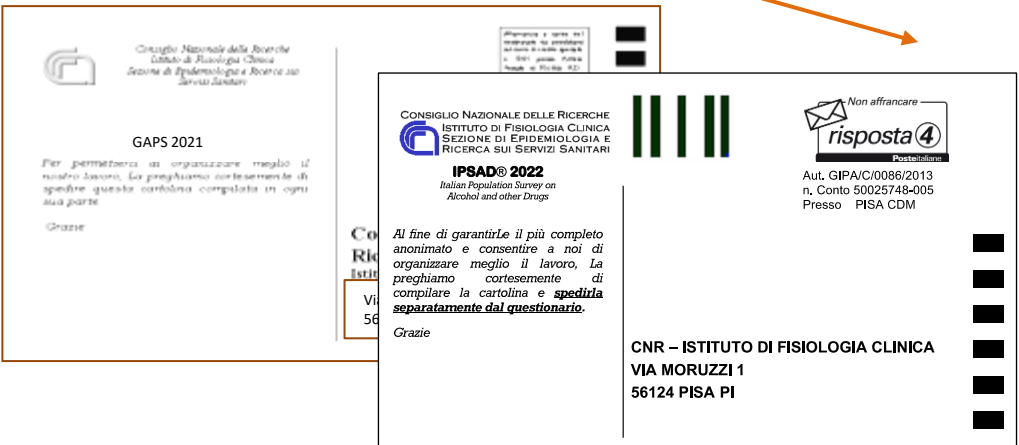 Consiglio Nazionale delle Ricerche
Istituto di Fisiologia Clinica
Sezione di Epidemiologia e Ricerca sui
Servizi Sanitari
GAPS 2021
Per permetterci di organizzare meglio il
nostro lavoro, La preghiamo cortesemente di
spedire questa cartolina compilata in ogni
sua parte
Grazie
Co
Ric
Istit
Via
56
CONSIGLIO NAZIONALE DELLE RICERCHE
ISTITUTO DI FISIOLOGIA CLINICA
SEZIONE DI EPIDEMIOLOGIA E
RICERCA SUI SERVIZI SANITARI
IPSAD® 2022
Italian Population Survey on
Alcohol and other Drugs
Al fine di garantirLe il più completo
anonimato e consentire a noi di
organizzare meglio il lavoro, La
preghiamo cortesemente di
compilare la cartolina e spedirla
separatamente dal questionario.
Grazie
Non affrancare
risposta 4
Posteitaliane
Aut. GIPA/C/0086/2013
n. Conto 50025748-005
Presso PISA CDM
CNR – ISTITUTO DI FISIOLOGIA CLINICA
VIA MORUZZI 1
56124 PISA PI